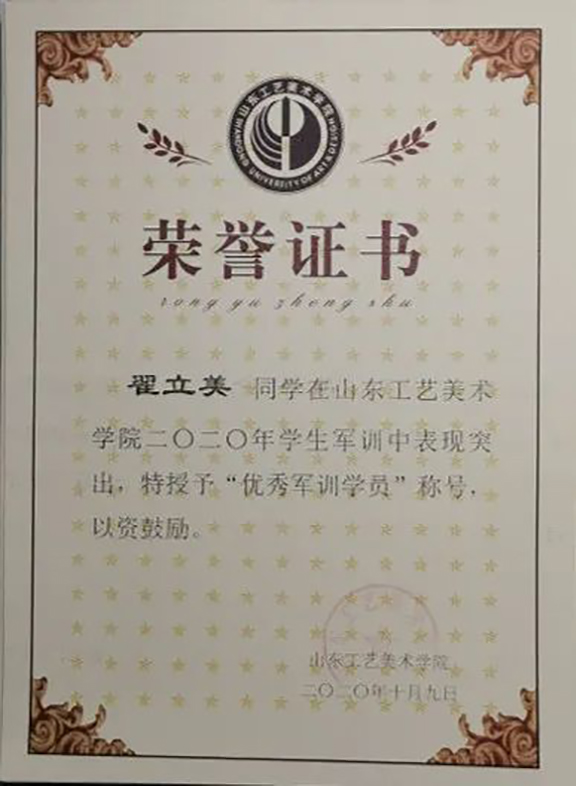 山东工艺美术学院
SHANDONG UNIVERSITY OF ART & DESIGN
荣誉证书
rong yu zheng shu
翟立美 同学在山东工艺美术
学院二〇二〇年学生军训中表现突
出，特授予“优秀军训学员”称号，
以资鼓励。
山东工艺美术学院
二〇二〇年十月九日